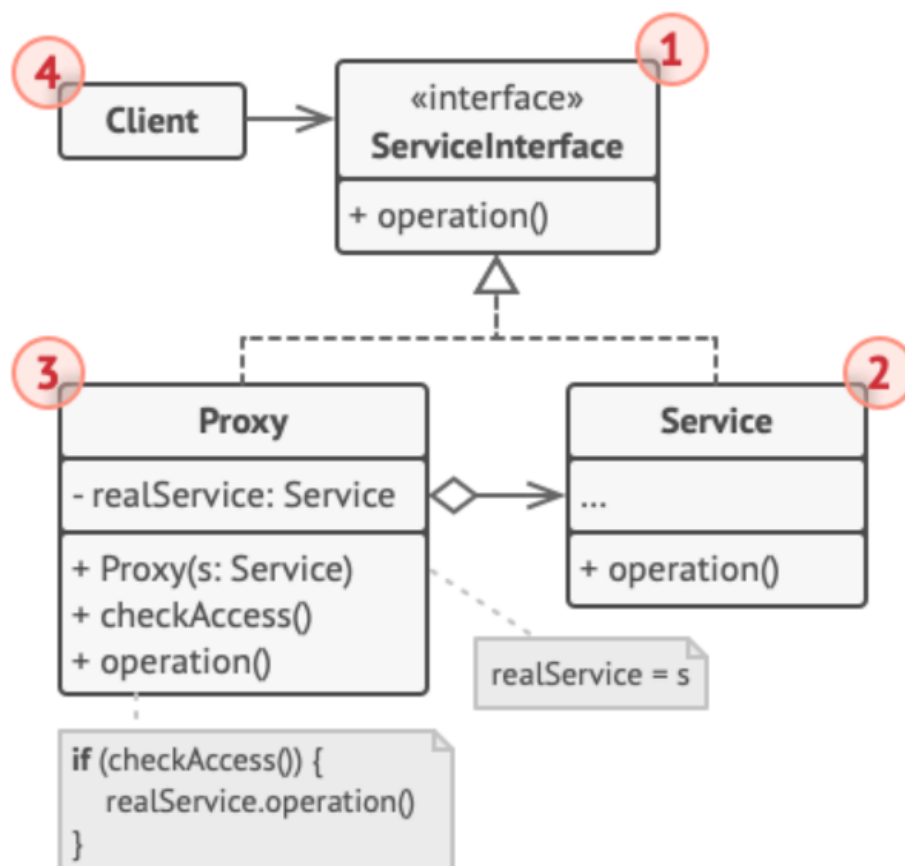 1
4
«interface»
Client
ServiceInterface
+ operation()
3
2
Proxy
Service
- realService: Service
...
+ Proxy(s: Service)
+ operation()
+ checkAccess()
+ operation()
realService = s
if (checkAccess()) {
realService.operation()
}